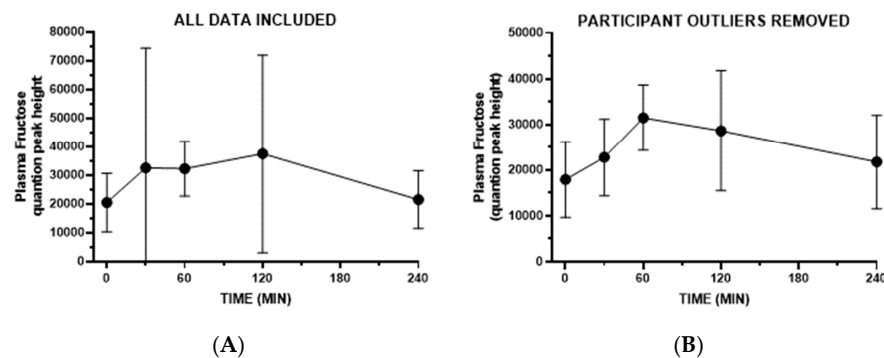 ALL DATA INCLUDED
Plasma Fructose
quantion peak height
80000
70000
60000
50000
40000
30000
20000
10000
0
0 60 120 180 240
TIME (MIN)
(A)
PARTICIPANT OUTLIERS REMOVED
Plasma Fructose
(quantion peak height)
50000
40000
30000
20000
10000
0
0 60 120 180 240
TIME (MIN)
(B)